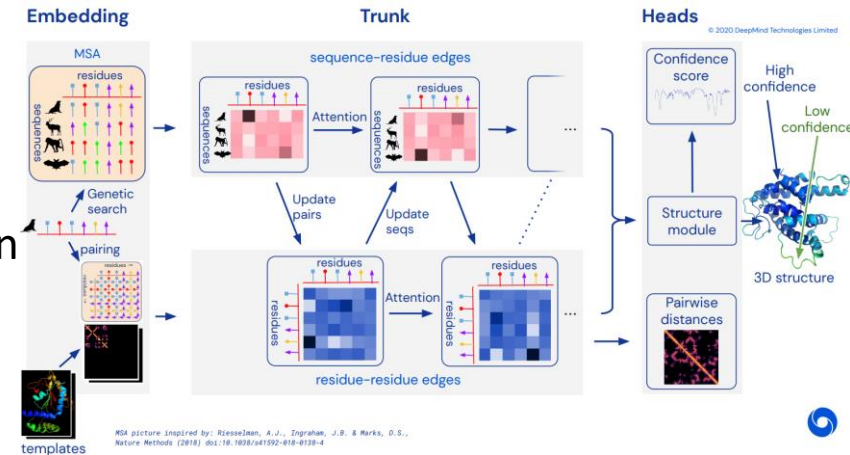 Embedding
Trunk
Heads
© 2020 DeepMind Technologies Limited
MSA
residues
sequences
Genetic
search
n
pairing
residues →
residues →
templates
sequence-residue edges
residues
sequences
Attention
residues
sequences
...
Update
pairs
Update
seqs
residues
residues
Attention
residues
residues
...
residue-residue edges
Confidence
score
High
confidence
Low
confidence
Structure
module
3D structure
Pairwise
distances
MSA picture inspired by: Riesselman, A.J., Ingraham, J.B. & Marks, D.S.,
Nature Methods (2018) doi:10.1038/s41592-018-0138-4